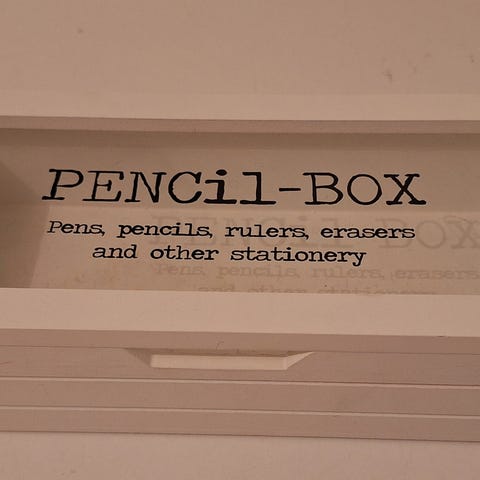 PENCil-BOX
Pens, pencils, rulers, erasers
and other stationery